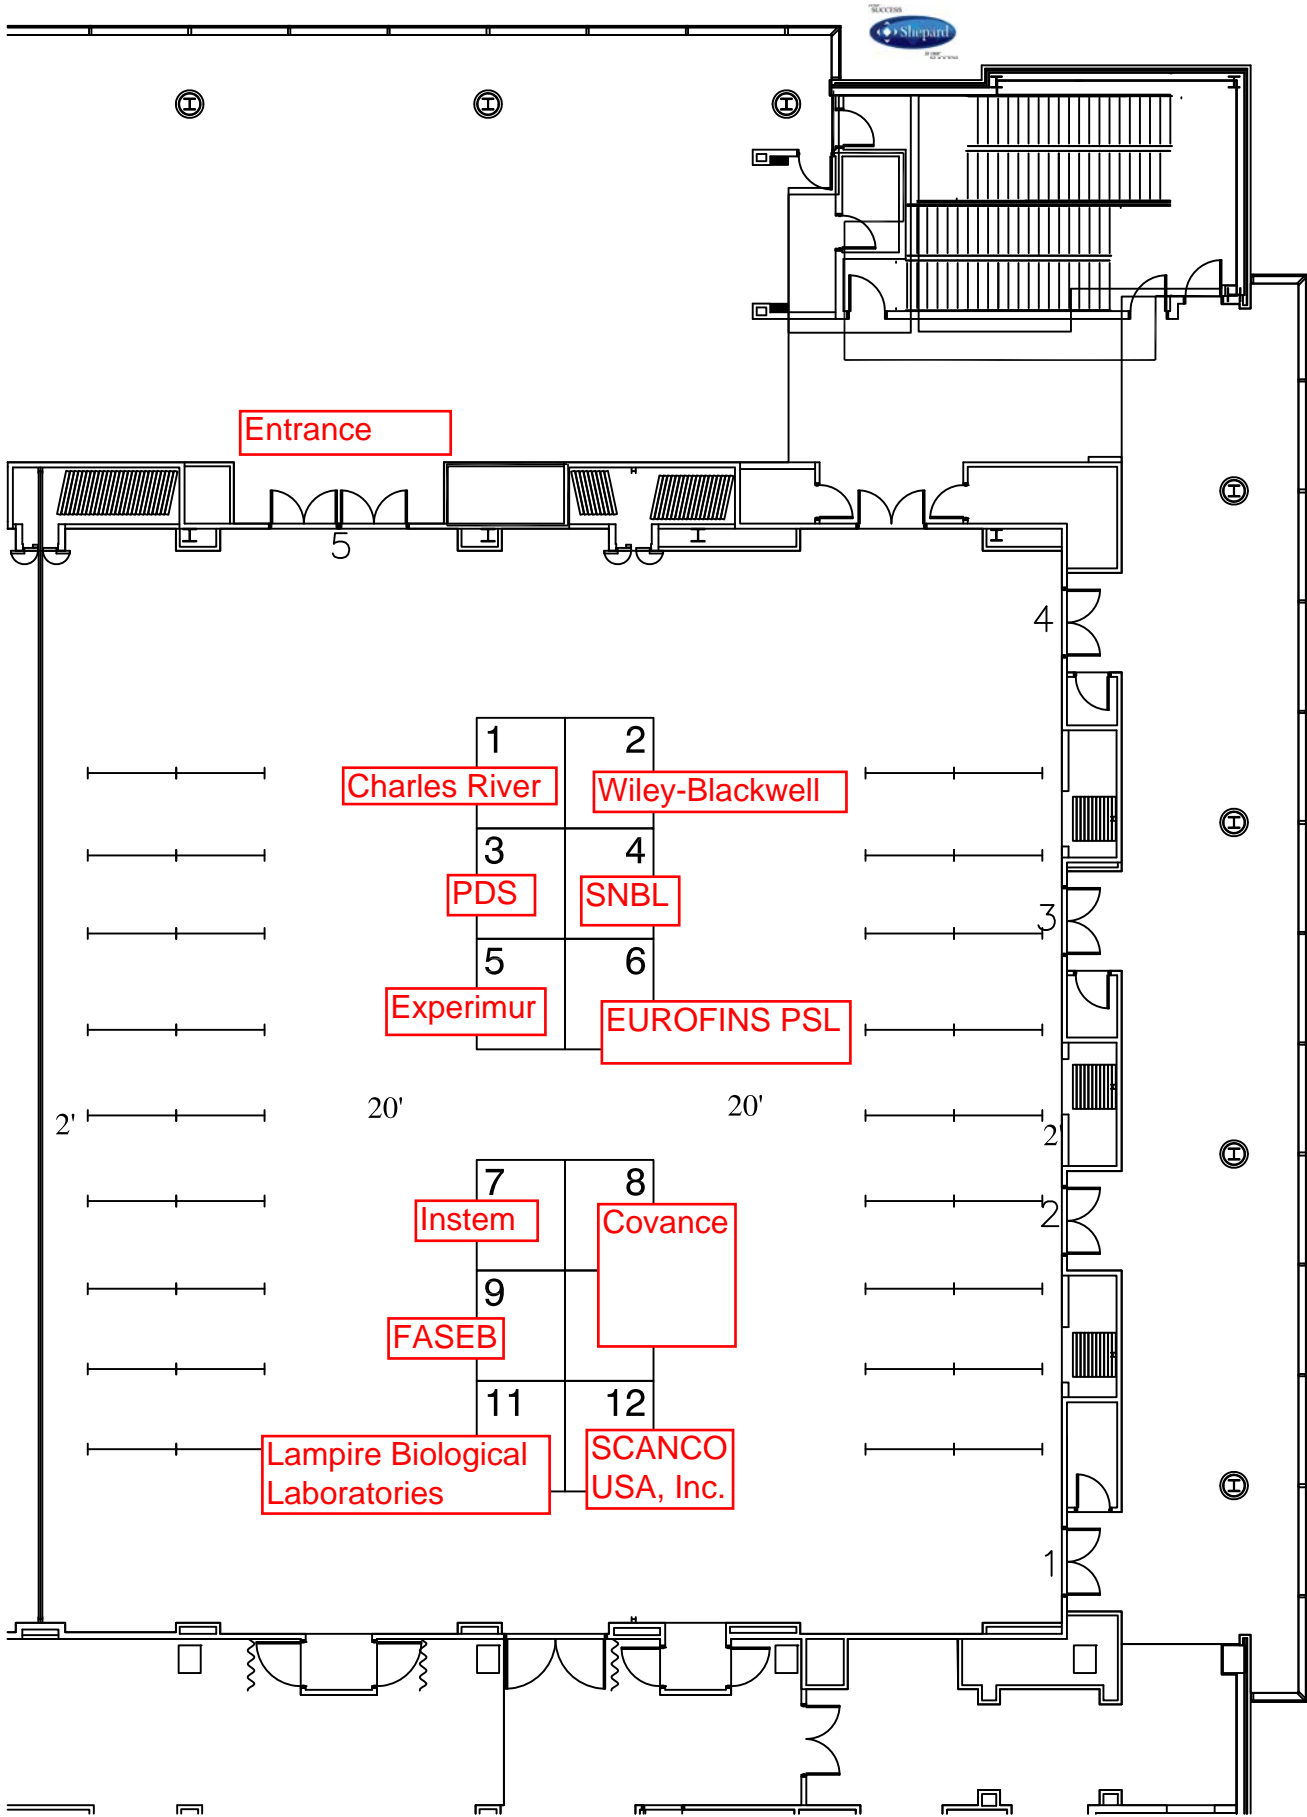 SUCCESS
Shepard
Entrance
5
4
1
2
Charles River
Wiley-Blackwell
3
4
PDS
SNBL
3
5
6
Experimur
EUROFINS PSL
2'
20'
20'
2'
7
8
Instem
Covance
2
9
FASEB
11
12
Lampire Biological
Laboratories
SCANCO
USA, Inc.
1